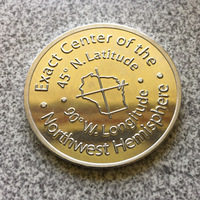 Exact Center of the
45° N. Latitude
90° W. Longitude
Northwest Hemisphere